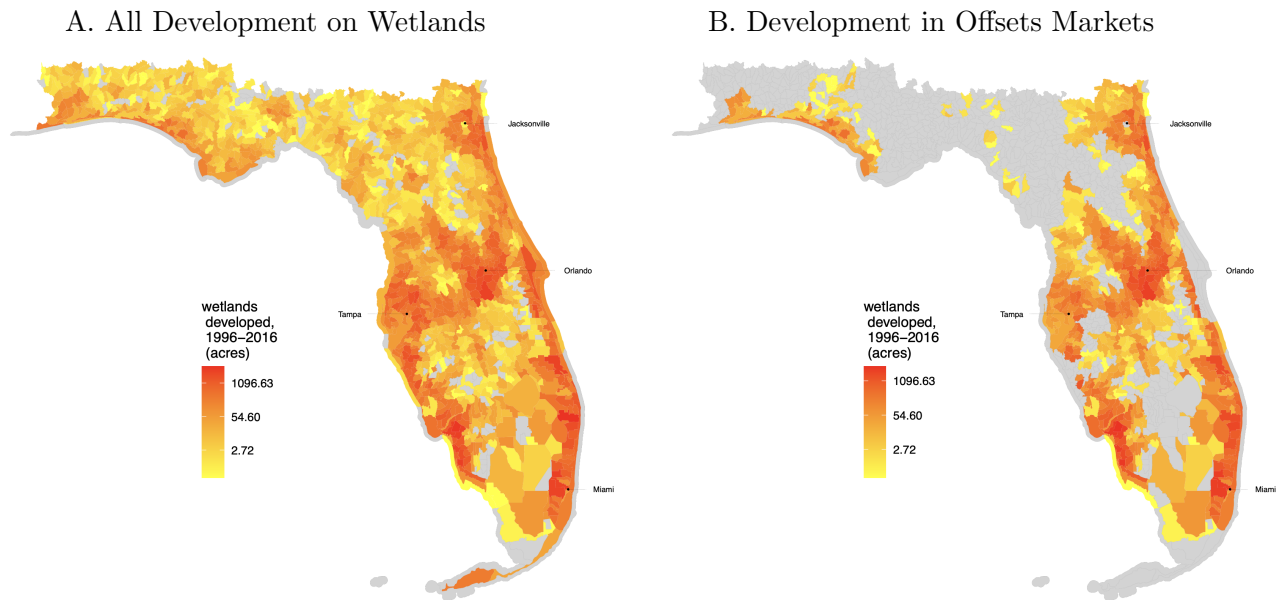 A. All Development on Wetlands
Jacksonville
Orlando
Tampa
Miami
wetlands
developed,
1996–2016
(acres)
1096.63
54.60
2.72
B. Development in Offsets Markets
Jacksonville
Orlando
Tampa
Miami
wetlands
developed,
1996–2016
(acres)
1096.63
54.60
2.72